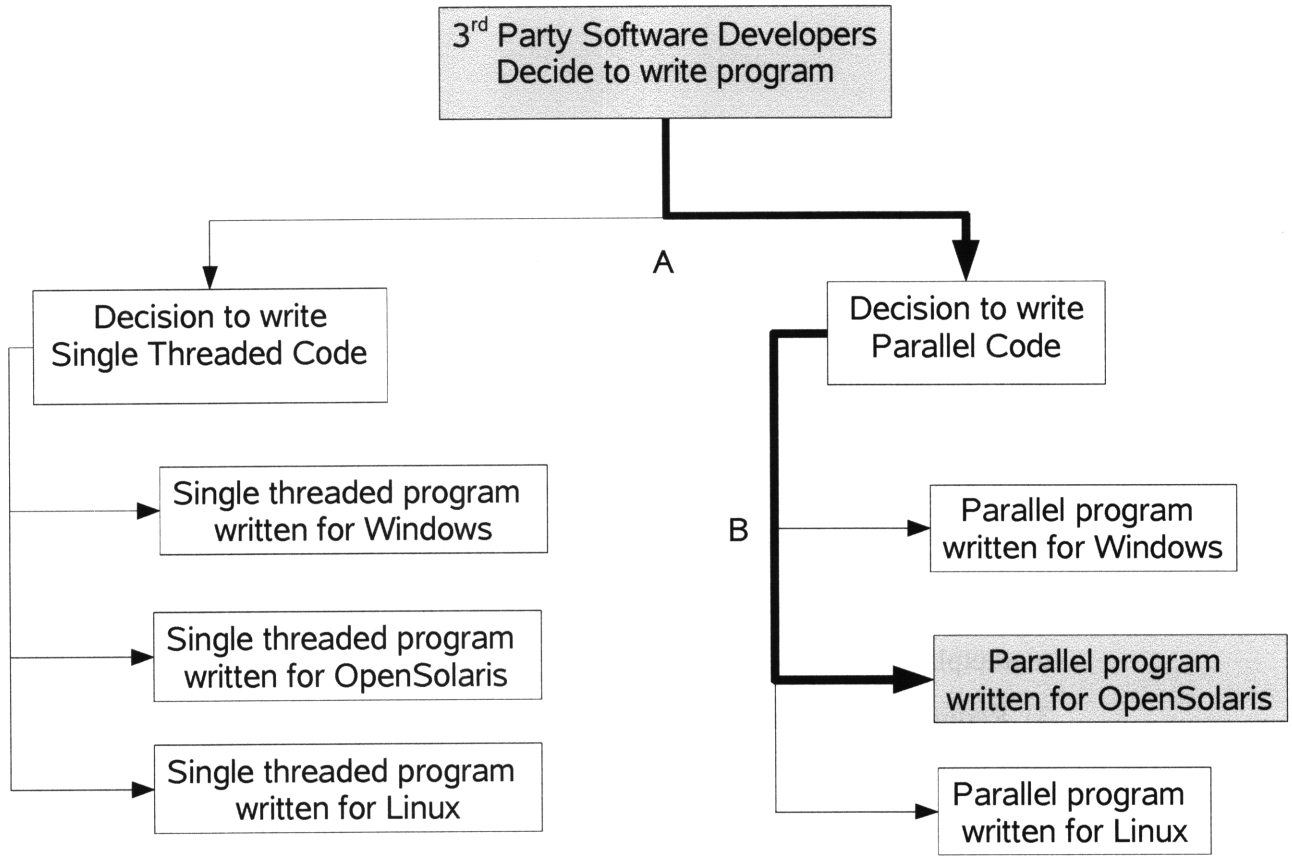 3rd Party Software Developers
Decide to write program
A
Decision to write
Single Threaded Code
Decision to write
Parallel Code
Single threaded program
written for Windows
B
Parallel program
written for Windows
Single threaded program
written for OpenSolaris
Parallel program
written for OpenSolaris
Single threaded program
written for Linux
Parallel program
written for Linux